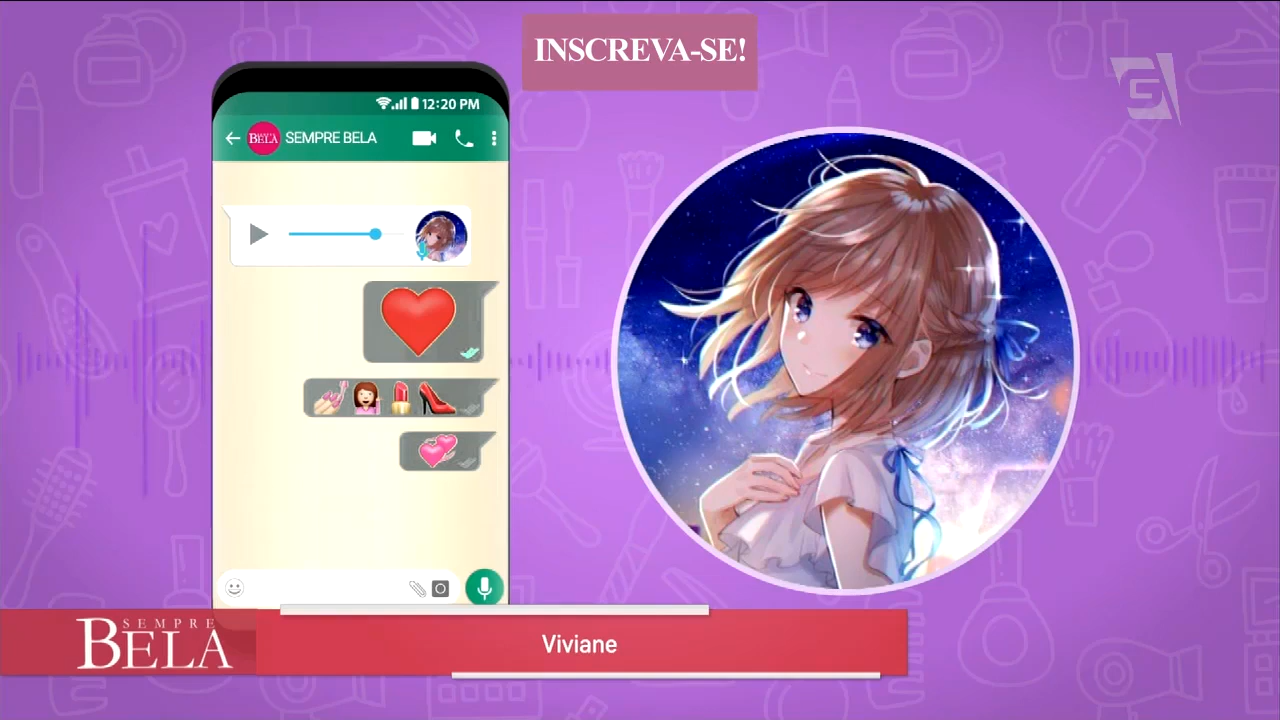 INSCREVA-SE!
12:20 PM
BELA
SEMPRE BELA
G
SEMPRE
BELA
Viviane